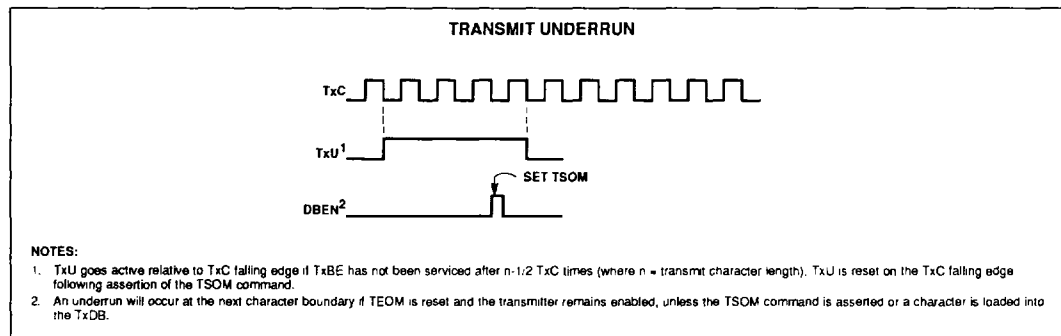 TRANSMIT UNDERRUN
TxC
TxU1
SET TSOM
DBEN2
NOTES:
1. TxU goes active relative to TxC falling edge if TxBE has not been serviced after n-1/2 TxC times (where n = transmit character length). TxU is reset on the TxC falling edge
following assertion of the TSOM command.
2. An underrun will occur at the next character boundary if TEOM is reset and the transmitter remains enabled, unless the TSOM command is asserted or a character is loaded into
the TxDB.